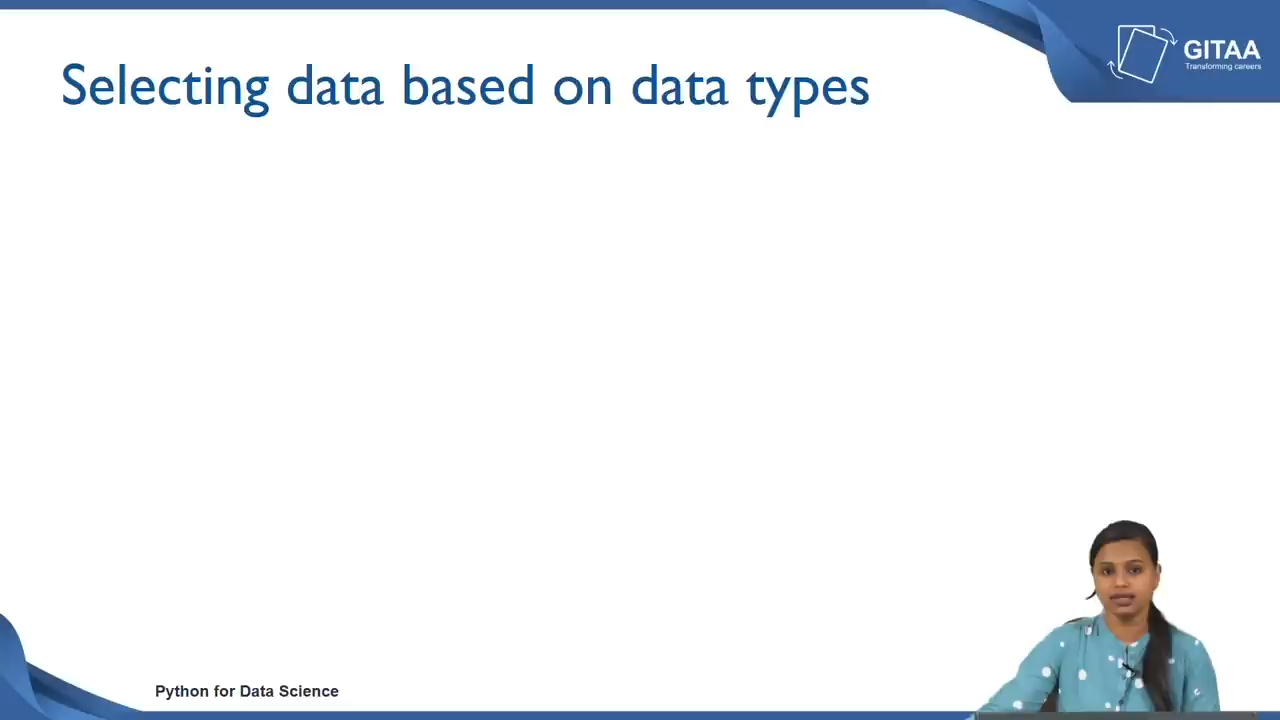 Selecting data based on data types
GITAA
Transforming careers
Python for Data Science